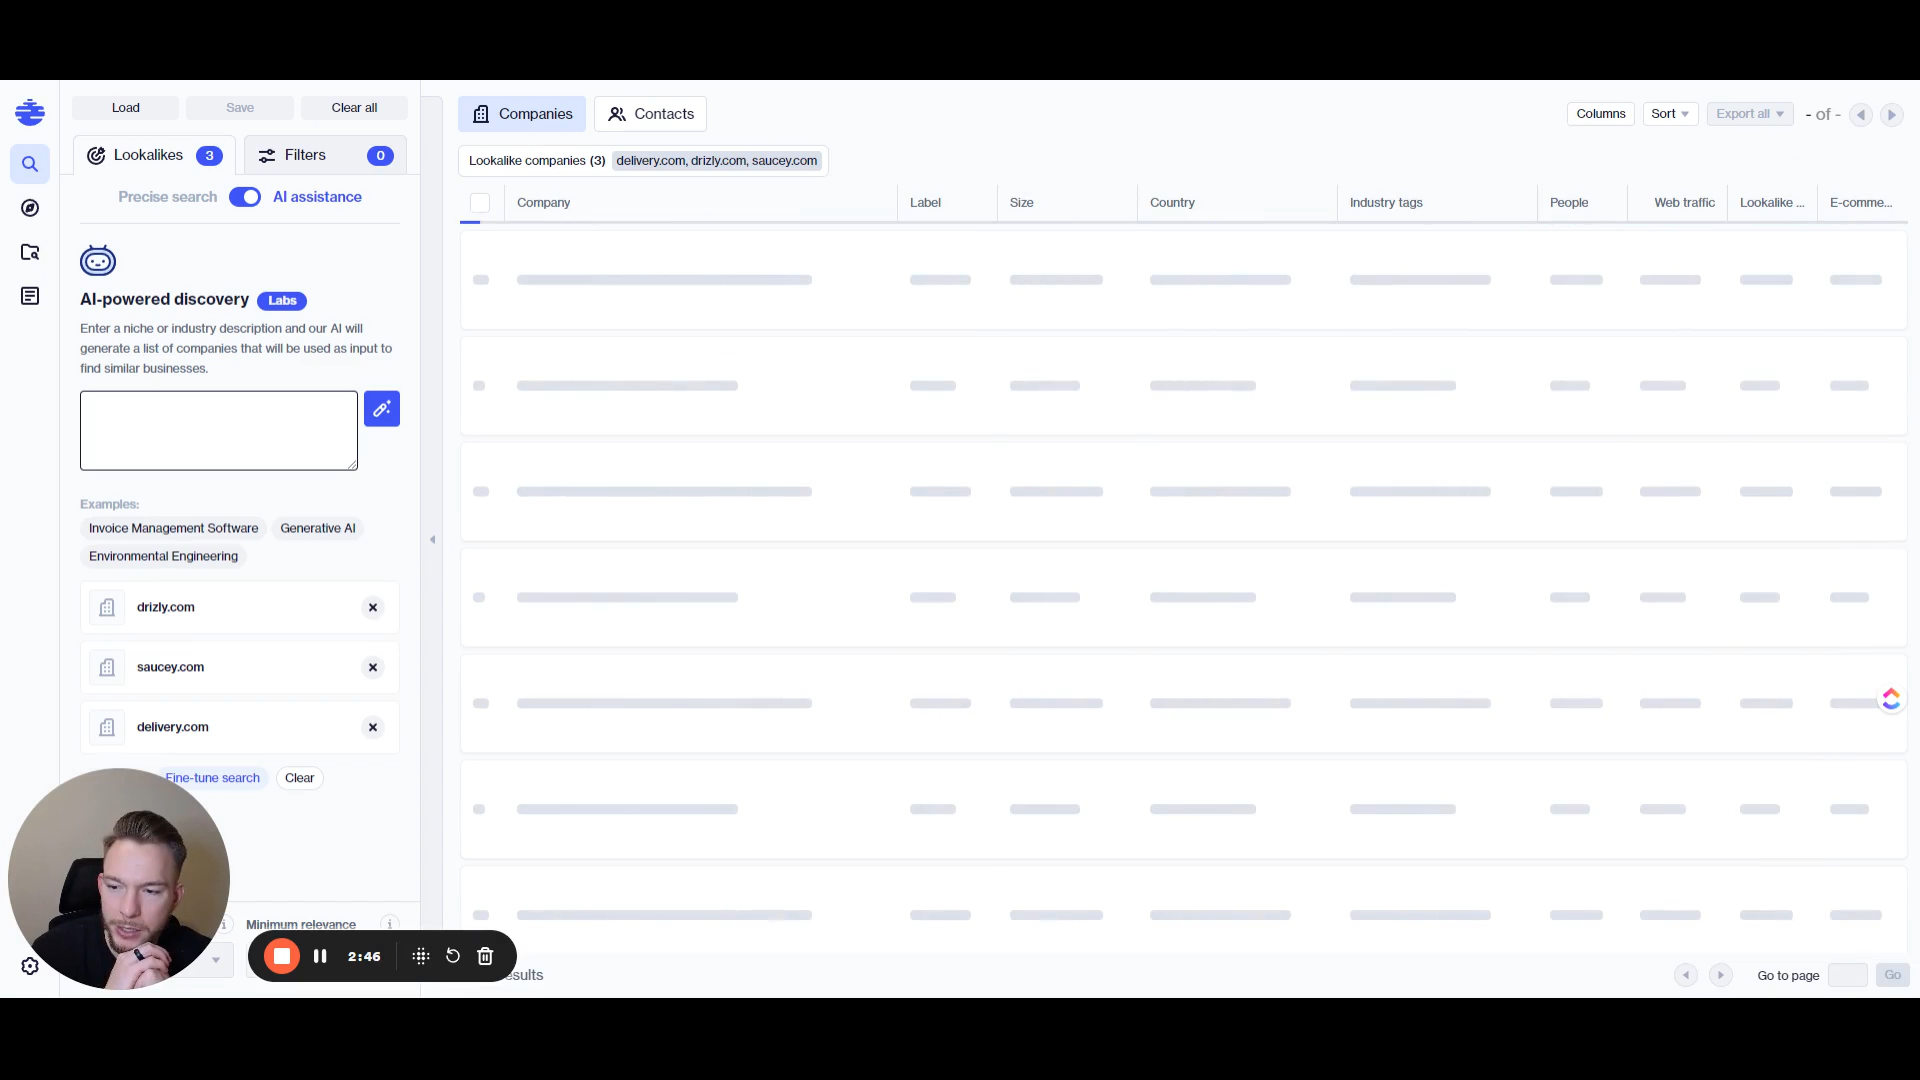 Load
Save
Clear all
Lookalikes 3
Filters 0
Precise search
AI assistance
AI-powered discovery Labs
Enter a niche or industry description and our AI will
generate a list of companies that will be used as input to
find similar businesses.
Examples:
Invoice Management Software
Generative AI
Environmental Engineering
drizly.com
saucey.com
delivery.com
Fine-tune search
Clear
Minimum relevance
2:46
Companies
Contacts
Columns
Sort
Export all
- of -
Lookalike companies (3) delivery.com, drizly.com, saucey.com
Company
Label
Size
Country
Industry tags
People
Web traffic
Lookalike ...
E-comme...
Go to page
Go